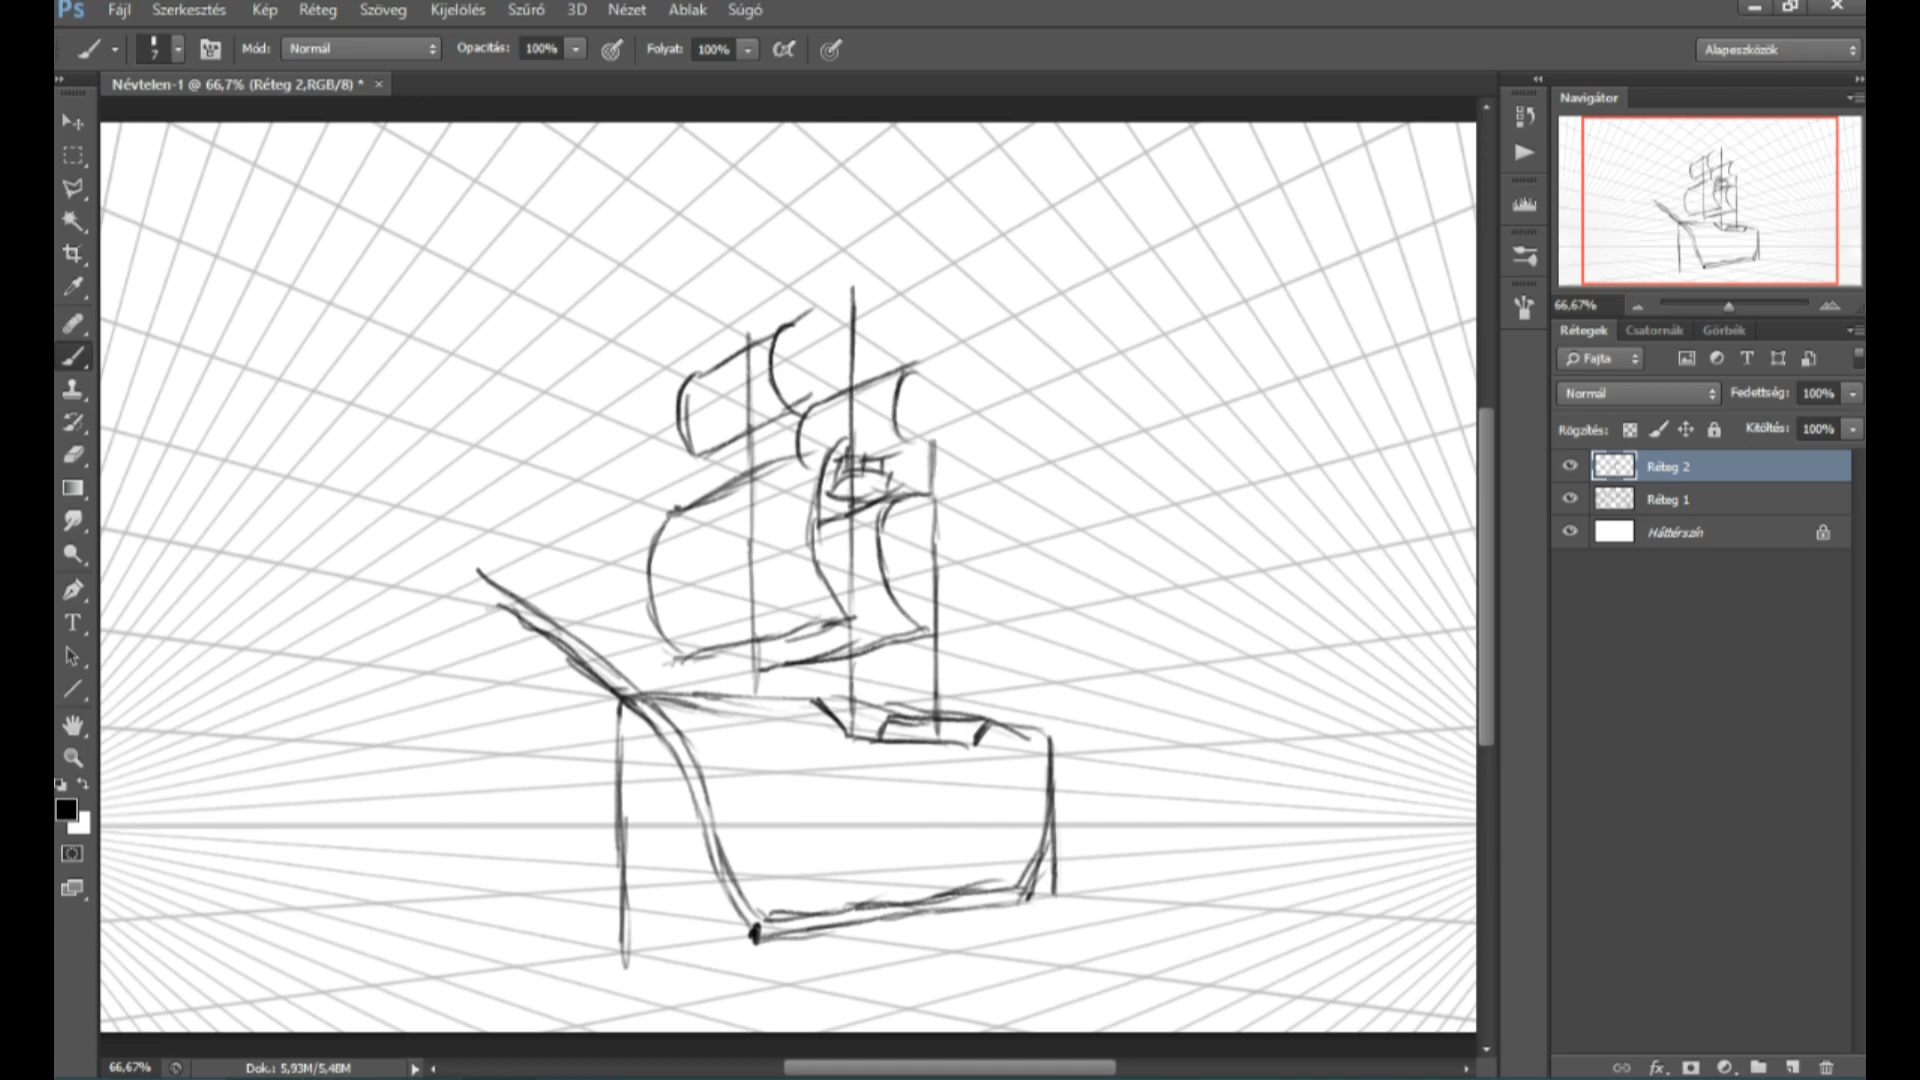 Ps Fájl Szerkesztés Kép Réteg Szöveg Kijelölés Szűrő 3D Nézet Ablak Súgó
7 Mód: Normál Opacitás: 100% Folyat: 100% Alapeszközök
Névtelen-1 @ 66,7% (Réteg 2,RGB/8) *
Navigátor
66,67%
Rétegek Csatornák Görbék
Fajta
Normál Fedettség: 100%
Rögzítés: Kitöltés: 100%
Réteg 2
Réteg 1
Háttérszín
66,67% Dok.: 5,93M/5,48M